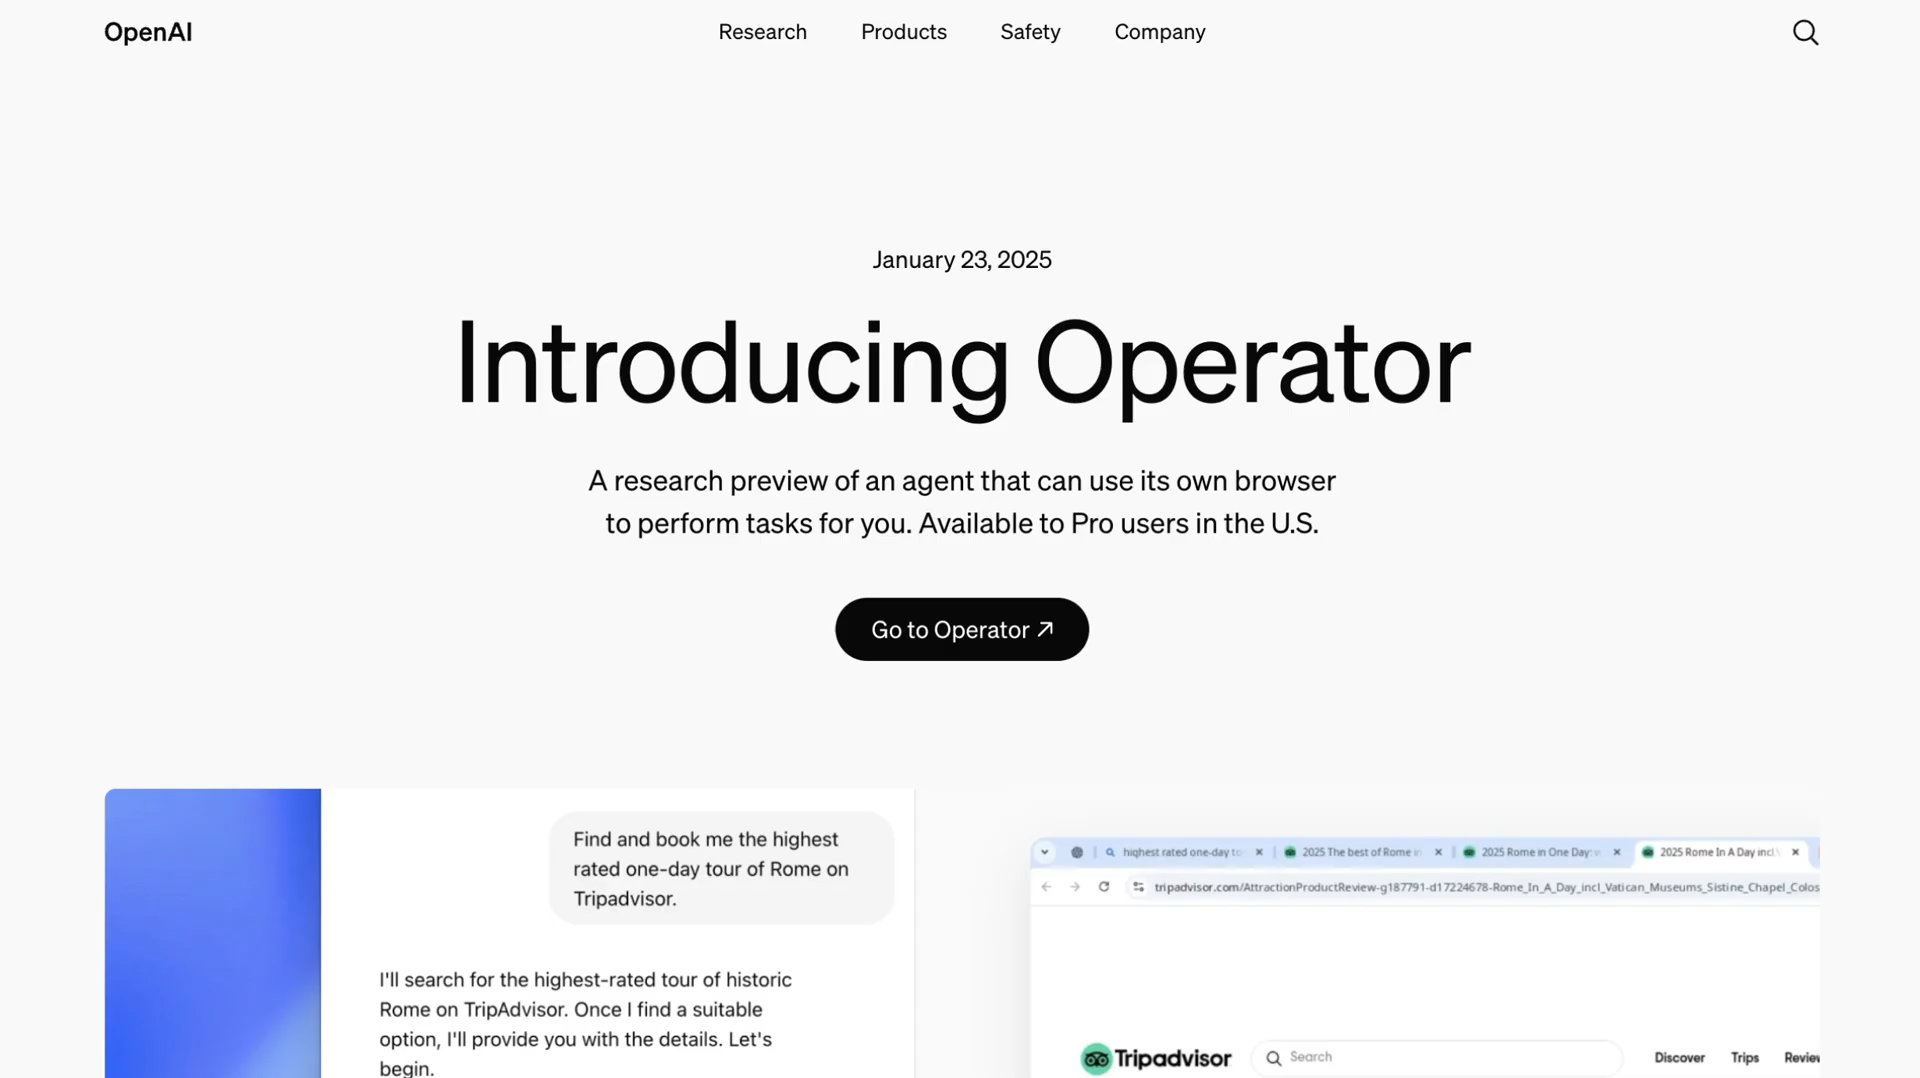 OpenAI
Research
Products
Safety
Company
January 23, 2025
Introducing Operator
A research preview of an agent that can use its own browser
to perform tasks for you. Available to Pro users in the U.S.
Go to Operator ↗
Find and book me the highest
rated one-day tour of Rome on
Tripadvisor.
I'll search for the highest-rated tour of historic
Rome on TripAdvisor. Once I find a suitable
option, I'll provide you with the details. Let's
begin.
highest rated one-day to
2025 The best of Rome in
2025 Rome in One Day:
2025 Rome In A Day incl.
tripadvisor.com/AttractionProductReview-g187791-d17224678-Rome_In_A_Day_incl_Vatican_Museums_Sistine_Chapel_Colos
Tripadvisor
Search
Discover
Trips
Review